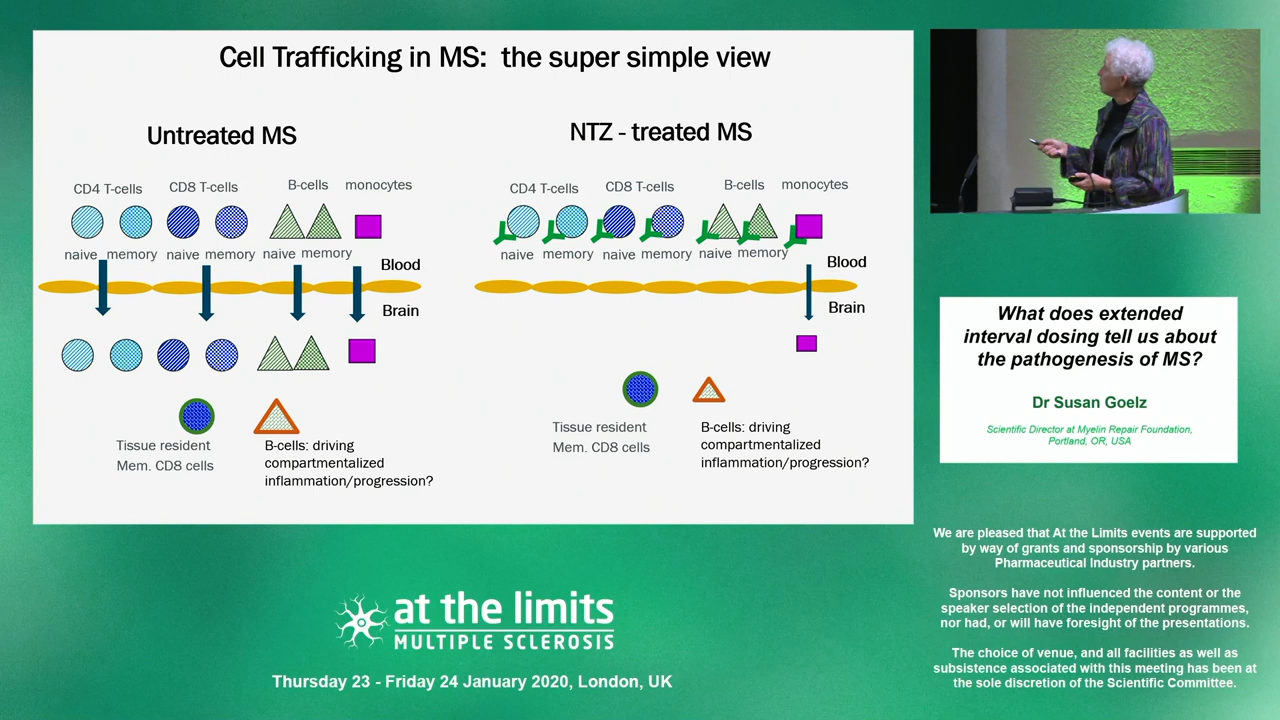 Cell Trafficking in MS: the super simple view
Untreated MS
CD4 T-cells
CD8 T-cells
B-cells
monocytes
naive
memory
naive
memory
naive
memory
Blood
Brain
Tissue resident
Mem. CD8 cells
B-cells: driving
compartmentalized
inflammation/progression?
NTZ - treated MS
CD4 T-cells
CD8 T-cells
B-cells
monocytes
naive
memory
naive
memory
naive
memory
Blood
Brain
Tissue resident
Mem. CD8 cells
B-cells: driving
compartmentalized
inflammation/progression?
What does extended
interval dosing tell us about
the pathogenesis of MS?
Dr Susan Goelz
Scientific Director at Myelin Repair Foundation,
Portland, OR, USA
We are pleased that At the Limits events are supported
by way of grants and sponsorship by various
Pharmaceutical Industry partners.
Sponsors have not influenced the content or the
speaker selection of the independent programmes,
nor had, or will have foresight of the presentations.
The choice of venue, and all facilities as well as
subsistence associated with this meeting has been at
the sole discretion of the Scientific Committee.
at the limits
MULTIPLE SCLEROSIS
Thursday 23 - Friday 24 January 2020, London, UK